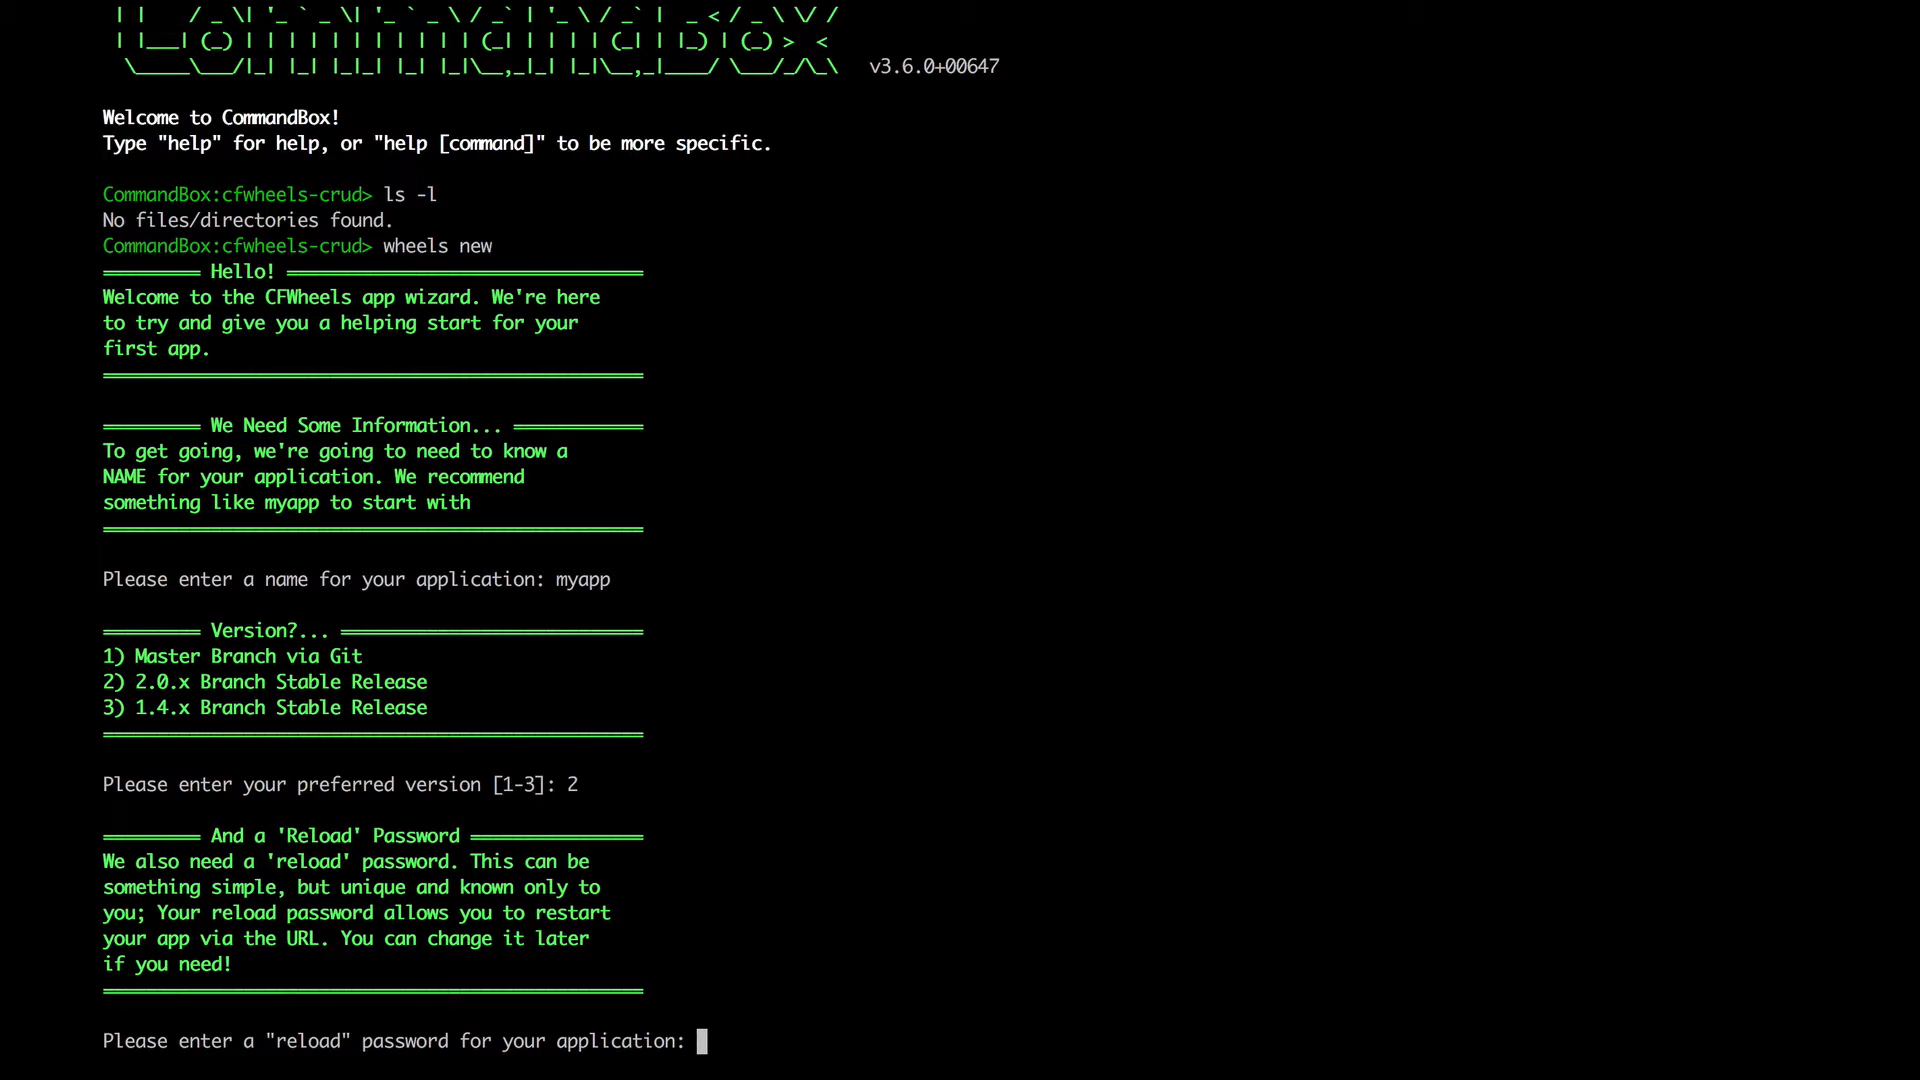 v3.6.0+00647
Welcome to CommandBox!
Type "help" for help, or "help [command]" to be more specific.
CommandBox:cfwheels-crud> ls -l
No files/directories found.
CommandBox:cfwheels-crud> wheels new
Hello!
Welcome to the CFWheels app wizard. We're here
to try and give you a helping start for your
first app.
We Need Some Information...
To get going, we're going to need to know a
NAME for your application. We recommend
something like myapp to start with
Please enter a name for your application: myapp
Version?...
1) Master Branch via Git
2) 2.0.x Branch Stable Release
3) 1.4.x Branch Stable Release
Please enter your preferred version [1-3]: 2
And a 'Reload' Password
We also need a 'reload' password. This can be
something simple, but unique and known only to
you; Your reload password allows you to restart
your app via the URL. You can change it later
if you need!
Please enter a "reload" password for your application: